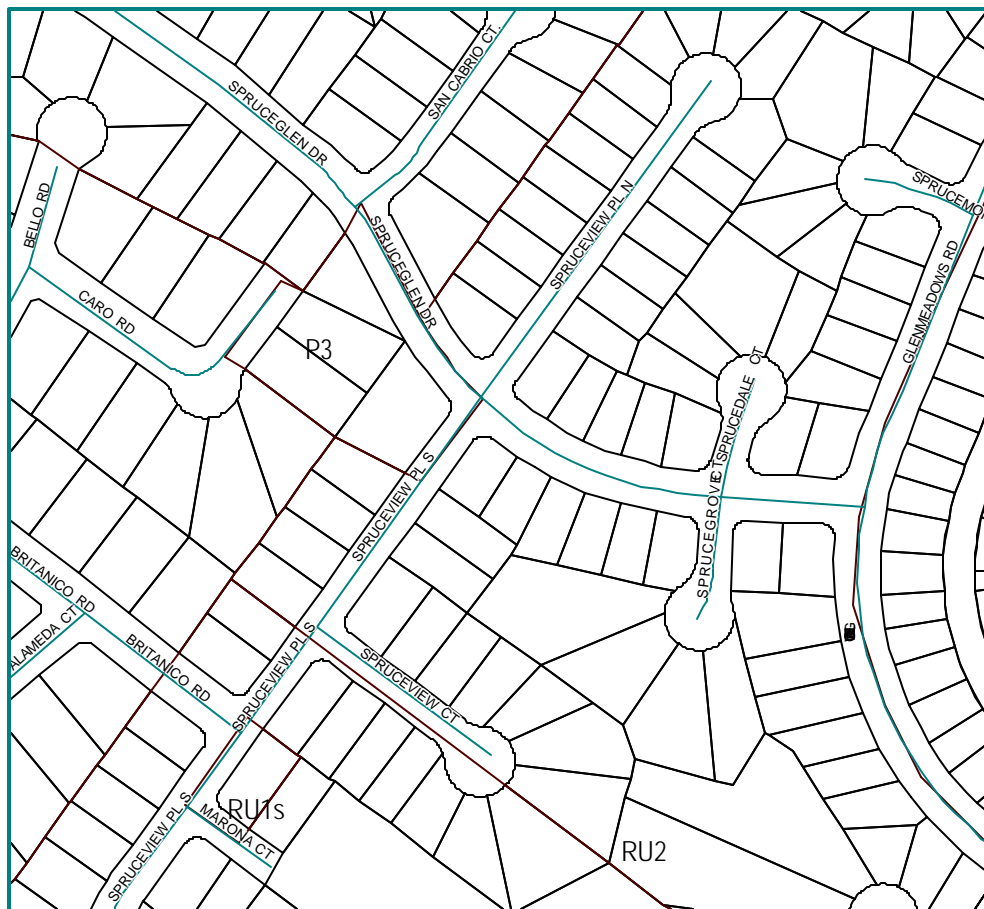 SPRUCEGLEN DR
SAN CABRIO CT.
SPRUCEMO
BELLO RD
SPRUCEVIEW PL N
SPRUCEGLEN DR
GLENMEADOWS RD
CARO RD
P3
SPRUCEDALE CT
SPRUCEVIEW PL S
SPRUCEGROVE CT
BRITANICO RD
ALAMEDA CT
BRITANICO RD
SPRUCEVIEW PL S
SPRUCEVIEW CT
SPRUCEVIEW PL S
RU1s
MARONA CT
RU2